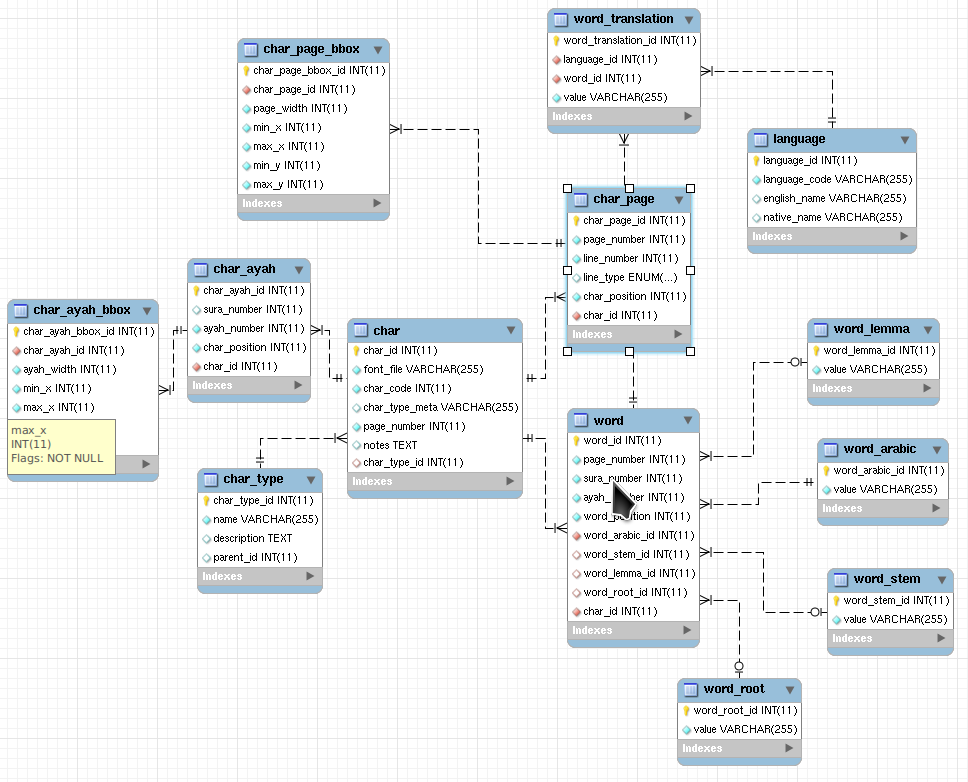 word_translation
word_translation_id INT(11)
language_id INT(11)
word_id INT(11)
value VARCHAR(255)
Indexes
char_page_bbox
char_page_bbox_id INT(11)
char_page_id INT(11)
page_width INT(11)
min_x INT(11)
max_x INT(11)
min_y INT(11)
max_y INT(11)
Indexes
language
language_id INT(11)
language_code VARCHAR(255)
english_name VARCHAR(255)
native_name VARCHAR(255)
Indexes
char_page
char_page_id INT(11)
page_number INT(11)
line_number INT(11)
line_type ENUM(...)
char_position INT(11)
char_id INT(11)
Indexes
char_ayah
char_ayah_id INT(11)
sura_number INT(11)
ayah_number INT(11)
char_position INT(11)
char_id INT(11)
Indexes
char_ayah_bbox
char_ayah_bbox_id INT(11)
char_ayah_id INT(11)
ayah_width INT(11)
min_x INT(11)
max_x INT(11)
max_x
INT(11)
Flags: NOT NULL
char
char_id INT(11)
font_file VARCHAR(255)
char_code INT(11)
char_type_meta VARCHAR(255)
page_number INT(11)
notes TEXT
char_type_id INT(11)
Indexes
char_type
char_type_id INT(11)
name VARCHAR(255)
description TEXT
parent_id INT(11)
Indexes
word
word_id INT(11)
page_number INT(11)
sura_number INT(11)
INT(11)
INT(11)
word_arabic_id INT(11)
word_stem_id INT(11)
word_lemma_id INT(11)
word_root_id INT(11)
char_id INT(11)
Indexes
word_lemma
word_lemma_id INT(11)
value VARCHAR(255)
Indexes
word_arabic
word_arabic_id INT(11)
value VARCHAR(255)
Indexes
word_stem
word_stem_id INT(11)
value VARCHAR(255)
Indexes
word_root
word_root_id INT(11)
value VARCHAR(255)
Indexes